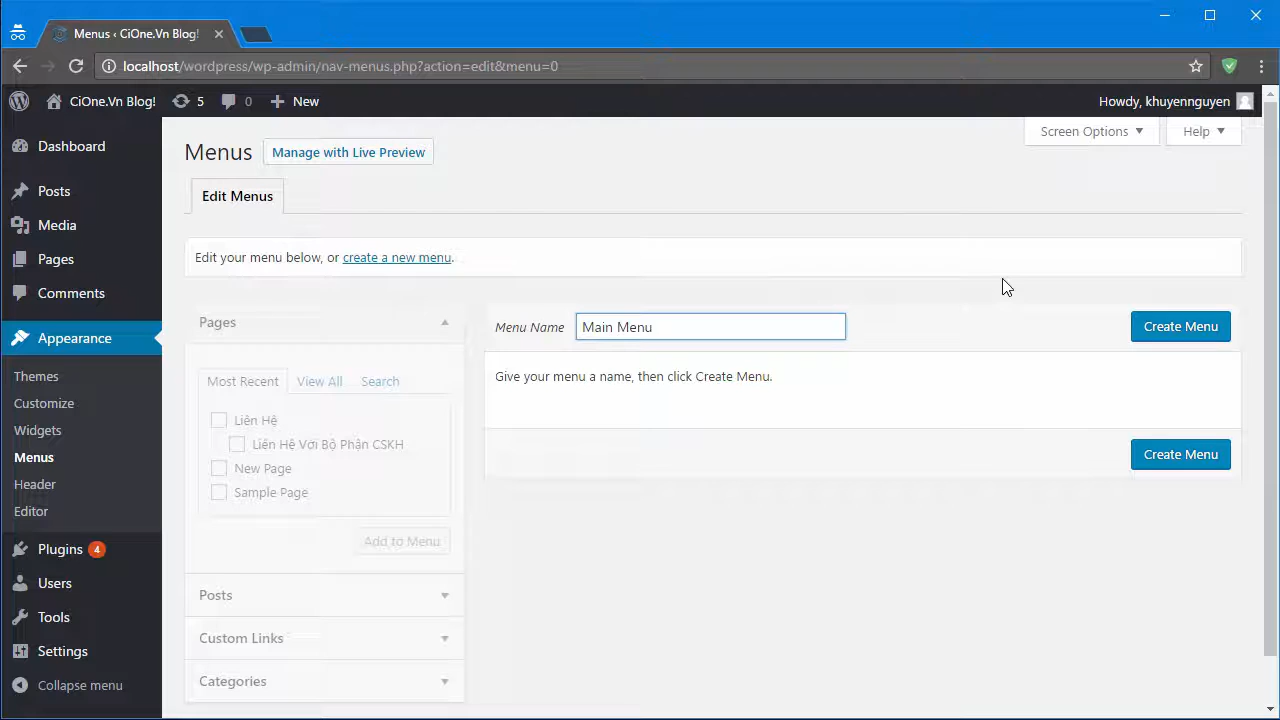 Menus ‹ CiOne.Vn Blog!
localhost/wordpress/wp-admin/nav-menus.php?action=edit&menu=0
CiOne.Vn Blog! 5 0 New Howdy, khuyennguyen
Screen Options Help
Menus Manage with Live Preview
Edit Menus
Edit your menu below, or create a new menu.
Dashboard
Posts
Media
Pages
Comments
Appearance
Themes
Customize
Widgets
Menus
Header
Editor
Plugins 4
Users
Tools
Settings
Collapse menu
Pages
Most Recent View All Search
Liên Hệ
Liên Hệ Với Bộ Phận CSKH
New Page
Sample Page
Add to Menu
Posts
Custom Links
Categories
Menu Name Main Menu Create Menu
Give your menu a name, then click Create Menu.
Create Menu